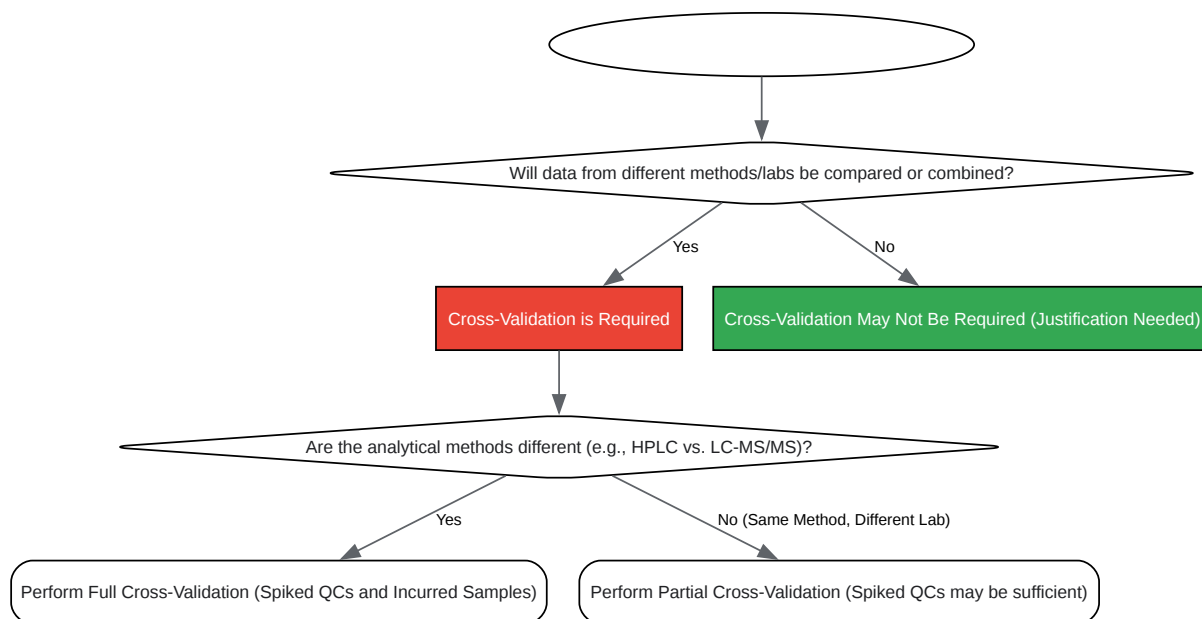 Will data from different methods/labs be compared or combined?
Yes
No
Cross-Validation is Required
Cross-Validation May Not Be Required (Justification Needed)
Are the analytical methods different (e.g., HPLC vs. LC-MS/MS)?
Yes
No (Same Method, Different Lab)
Perform Full Cross-Validation (Spiked QCs and Incurred Samples)
Perform Partial Cross-Validation (Spiked QCs may be sufficient)